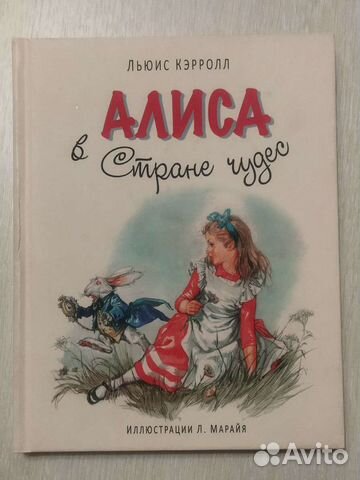 ЛЬЮИС КЭРРОЛЛ
АЛИСА
в Стране чудес
ИЛЛЮСТРАЦИИ Л. МАРАЙЯ
Avito